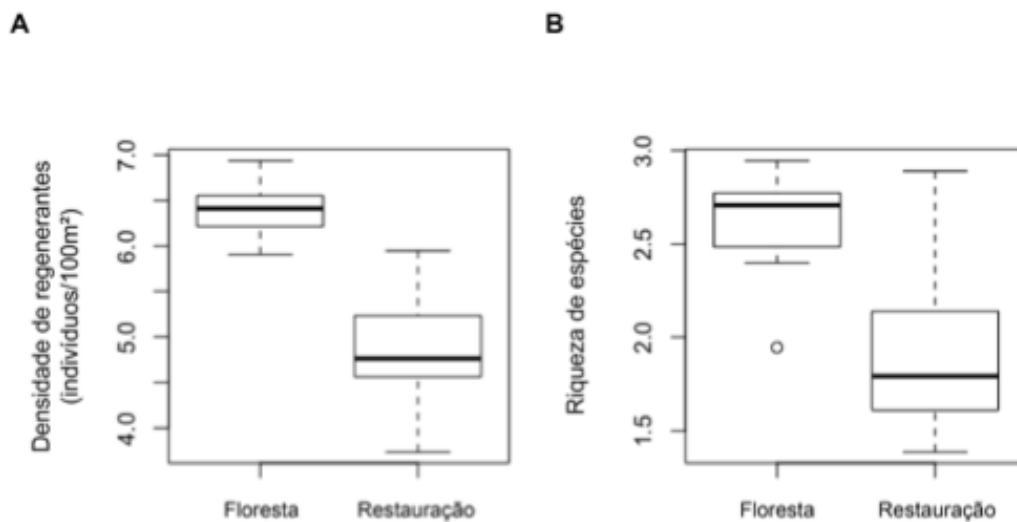 A
Densidade de regenerantes
(indivíduos/100m²)
7.0
6.0
5.0
4.0
Floresta
Restauração
B
Riqueza de espécies
3.0
2.5
2.0
1.5
Floresta
Restauração